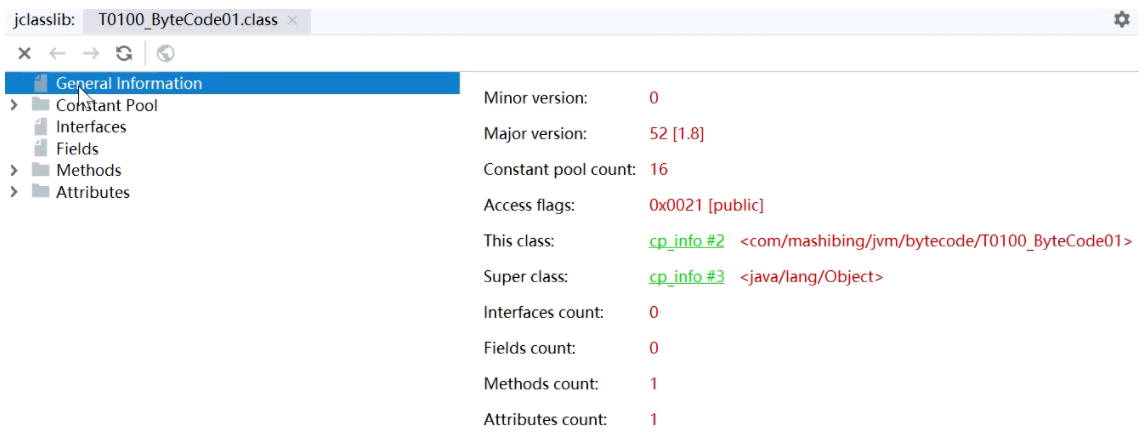 jclasslib: T0100_ByteCode01.class
General Information
Constant Pool
Interfaces
Fields
Methods
Attributes
Minor version: 0
Major version: 52 [1.8]
Constant pool count: 16
Access flags: 0x0021 [public]
This class: cp_info #2 <com/mashibing/jvm/bytecode/T0100_ByteCode01>
Super class: cp_info #3 <java/lang/Object>
Interfaces count: 0
Fields count: 0
Methods count: 1
Attributes count: 1